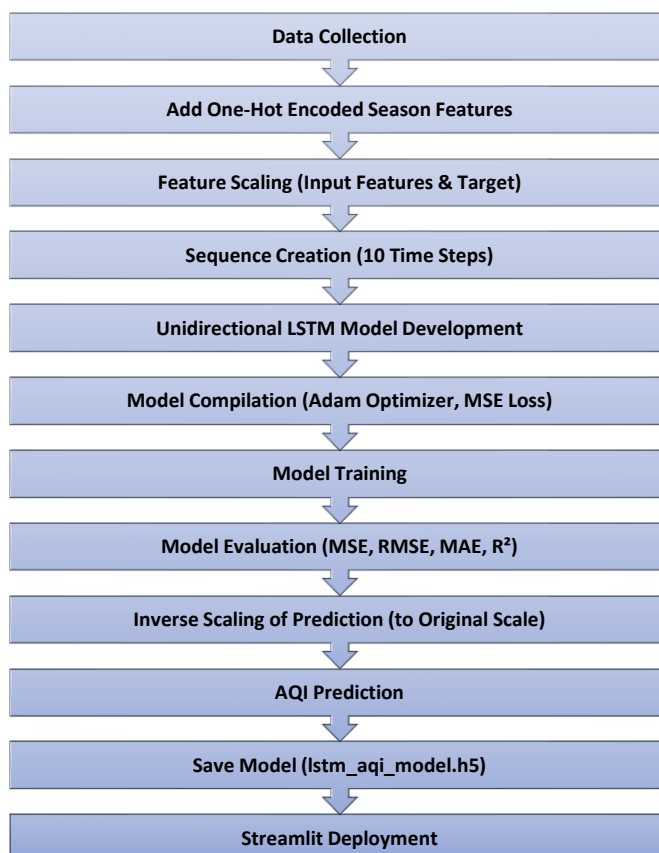 Data Collection
Add One-Hot Encoded Season Features
Feature Scaling (Input Features & Target)
Sequence Creation (10 Time Steps)
Unidirectional LSTM Model Development
Model Compilation (Adam Optimizer, MSE Loss)
Model Training
Model Evaluation (MSE, RMSE, MAE, R²)
Inverse Scaling of Prediction (to Original Scale)
AQI Prediction
Save Model (lstm_aqi_model.h5)
Streamlit Deployment